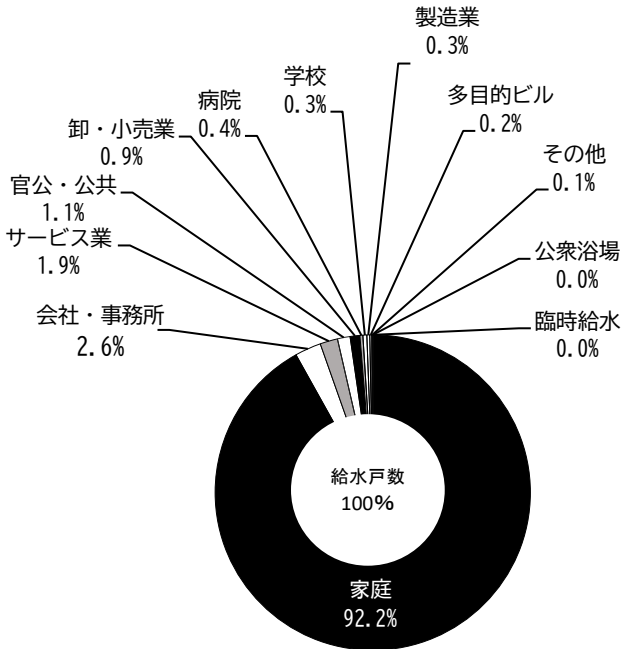 製造業
0.3%
学校
0.3%
多目的ビル
0.2%
病院
0.4%
卸・小売業
0.9%
その他
0.1%
官公・公共
1.1%
サービス業
1.9%
公衆浴場
0.0%
会社・事務所
2.6%
臨時給水
0.0%
給水戸数
100%
家庭
92.2%